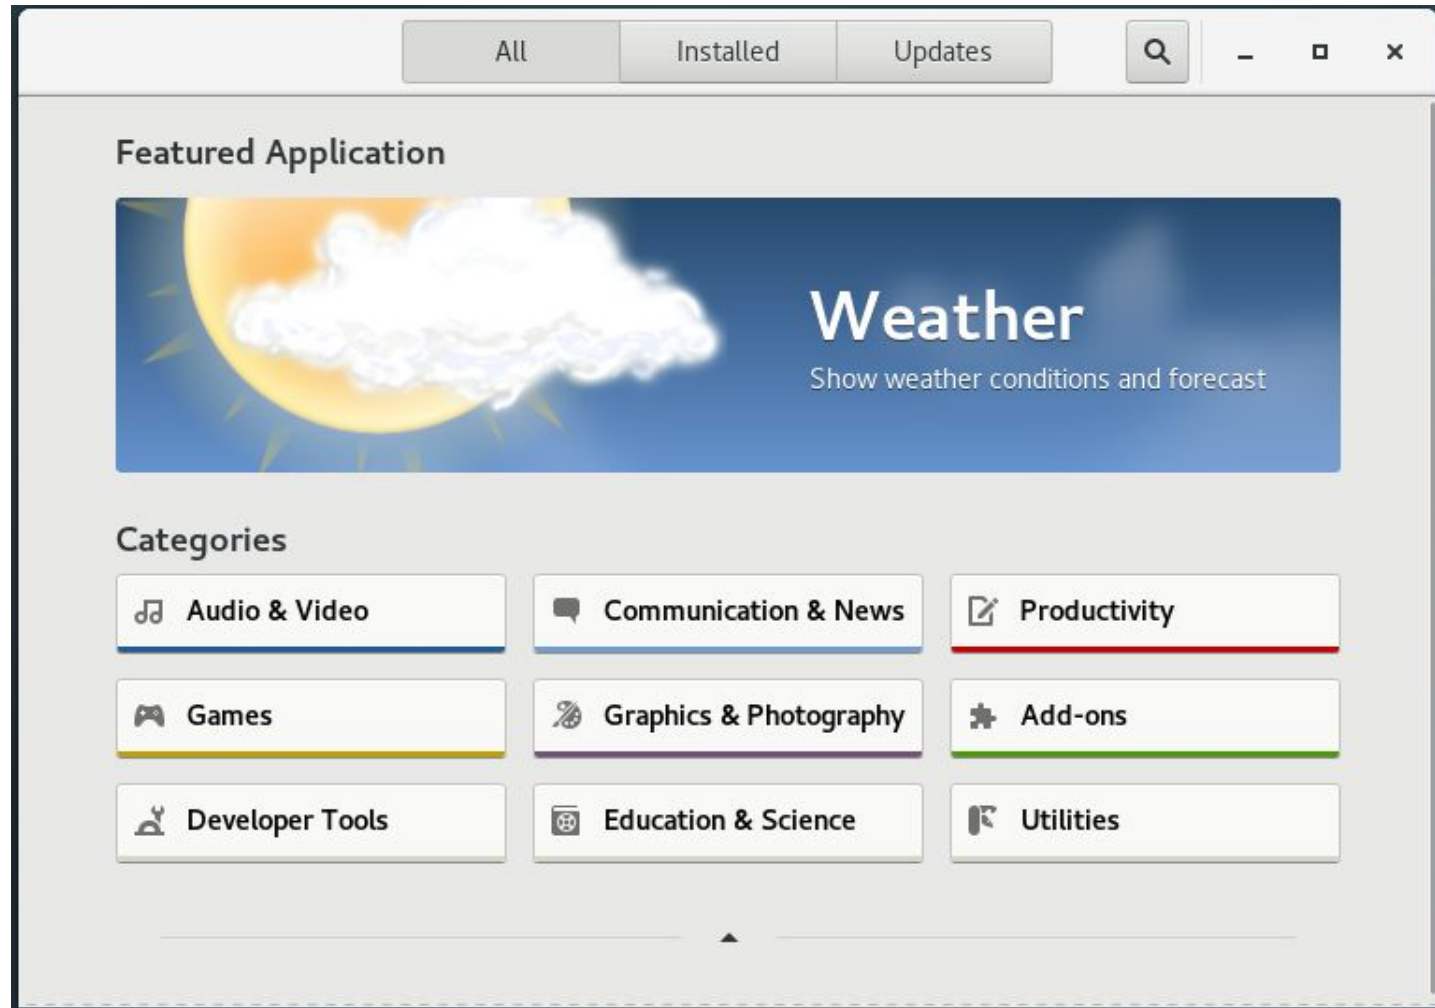 All Installed Updates
Featured Application
Weather
Show weather conditions and forecast
Categories
Audio & Video Communication & News Productivity
Games Graphics & Photography Add-ons
Developer Tools Education & Science Utilities